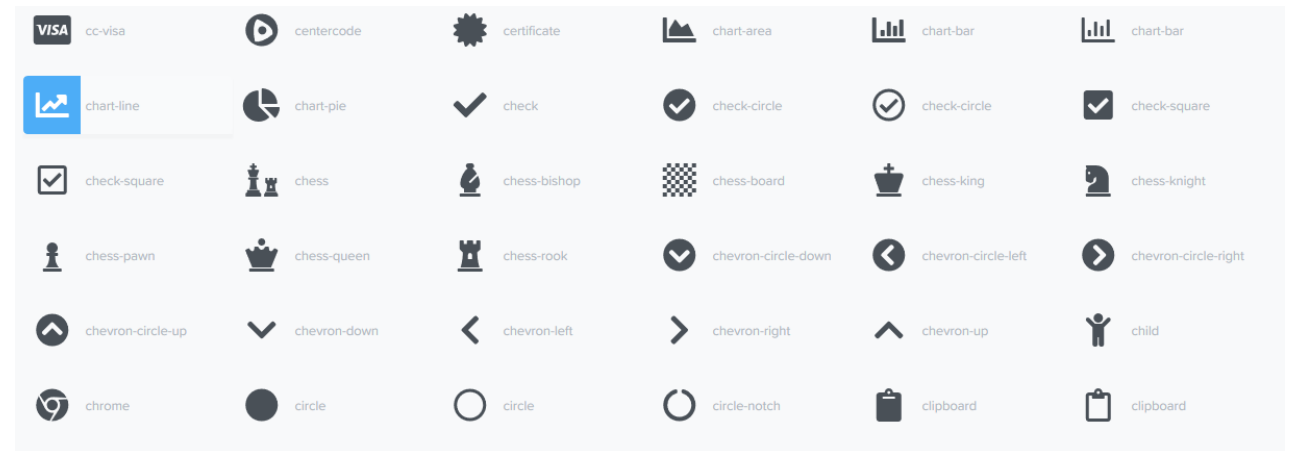 VISA cc-visa centercode certificate chart-area chart-bar chart-bar
chart-line chart-pie check check-circle check-circle check-square
check-square chess chess-bishop chess-board chess-king chess-knight
chess-pawn chess-queen chess-rook chevron-circle-down chevron-circle-left chevron-circle-right
chevron-circle-up chevron-down chevron-left chevron-right chevron-up child
chrome circle circle circle-notch clipboard clipboard